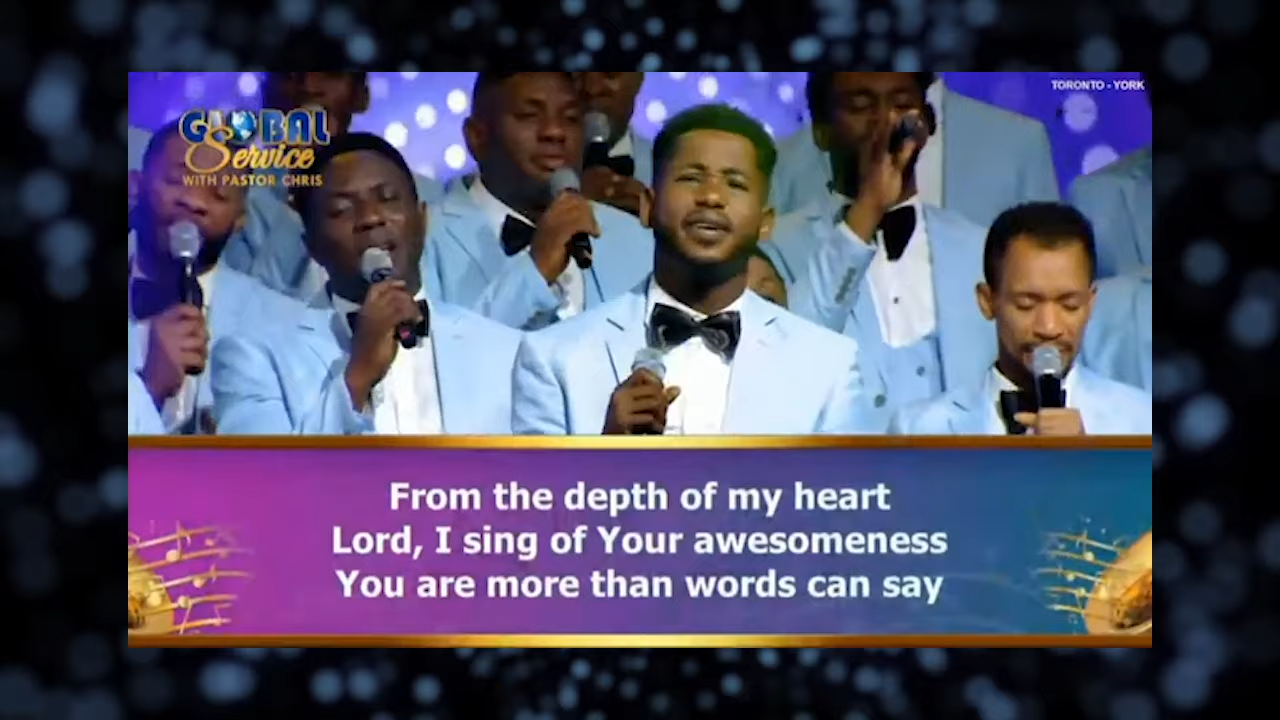 GLOBAL
Service
WITH PASTOR CHRIS
TORONTO - YORK
From the depth of my heart
Lord, I sing of Your awesomeness
You are more than words can say